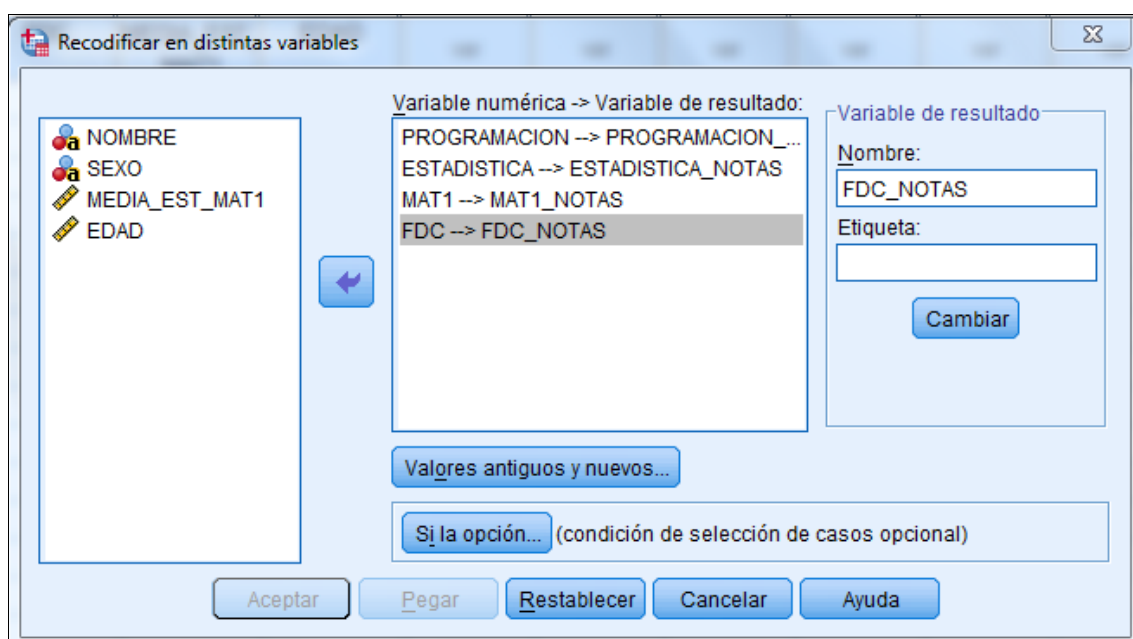 Recodificar en distintas variables
NOMBRE
SEXO
MEDIA_EST_MAT1
EDAD
Variable numérica -> Variable de resultado:
PROGRAMACION --> PROGRAMACION_...
ESTADISTICA --> ESTADISTICA_NOTAS
MAT1 --> MAT1_NOTAS
FDC --> FDC_NOTAS
Variable de resultado
Nombre:
FDC_NOTAS
Etiqueta:
Cambiar
Valores antiguos y nuevos...
Si la opción... (condición de selección de casos opcional)
Aceptar Pegar Restablecer Cancelar Ayuda